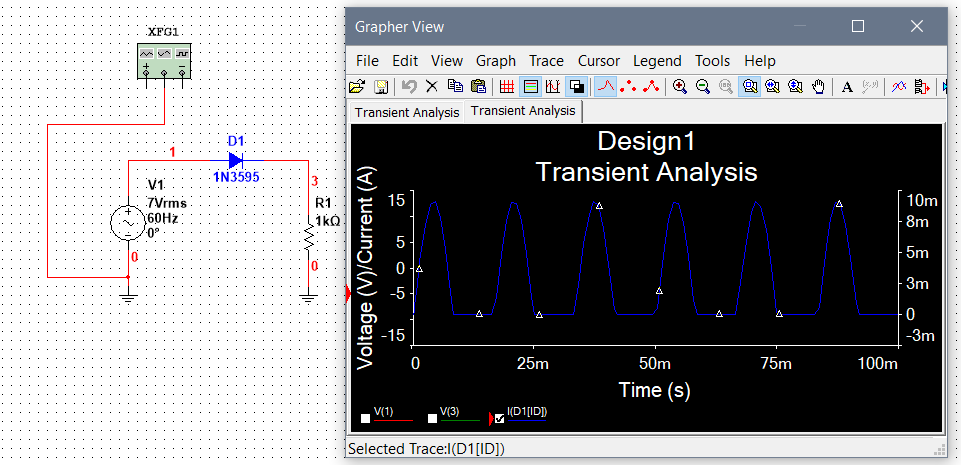 XFG1
D1
1
1N3595
V1
7Vrms
60Hz
0°
0
3
R1
1kΩ
0
Grapher View
File Edit View Graph Trace Cursor Legend Tools Help
A
Transient Analysis Transient Analysis
Design1
Transient Analysis
Voltage (V)/Current (A)
15
5
0
-5
-15
10m
8m
5m
3m
0
-3m
0 25m 50m 75m 100m
Time (s)
V(1) V(3) I(D1[ID])
Selected Trace:I(D1[ID])